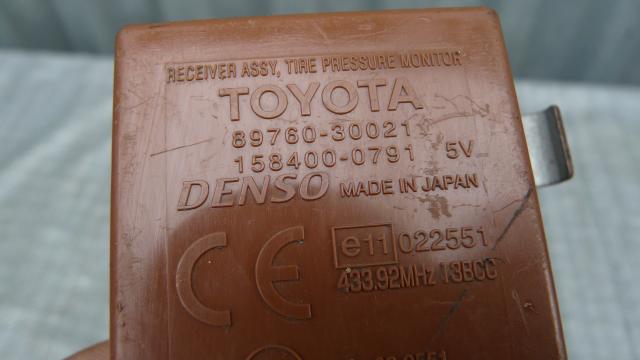 RECEIVER ASSY, TIRE PRESSURE MONITOR
TOYOTA
89760-30021
158400-0791 5V
DENSO MADE IN JAPAN
CE e11 022551
433.92MHz 13BCC